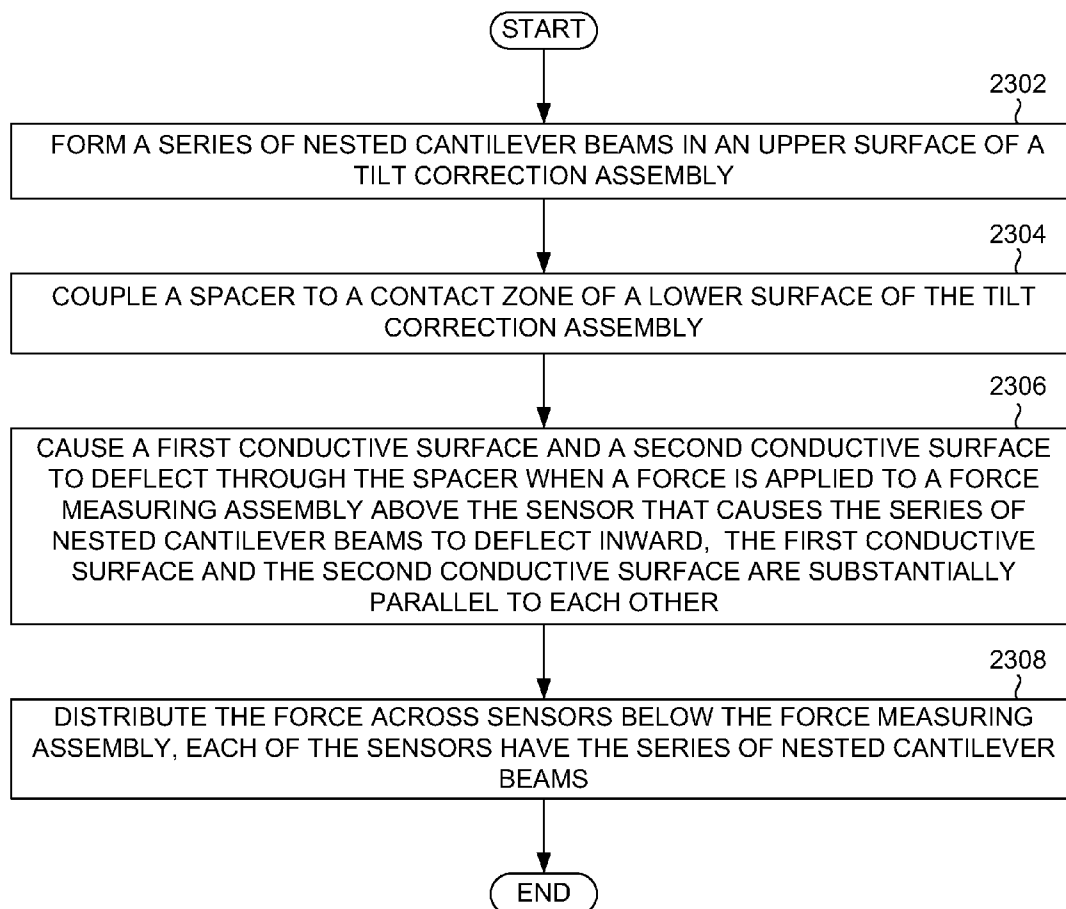 START
2302
FORM A SERIES OF NESTED CANTILEVER BEAMS IN AN UPPER SURFACE OF A
TILT CORRECTION ASSEMBLY
2304
COUPLE A SPACER TO A CONTACT ZONE OF A LOWER SURFACE OF THE TILT
CORRECTION ASSEMBLY
2306
CAUSE A FIRST CONDUCTIVE SURFACE AND A SECOND CONDUCTIVE SURFACE
TO DEFLECT THROUGH THE SPACER WHEN A FORCE IS APPLIED TO A FORCE
MEASURING ASSEMBLY ABOVE THE SENSOR THAT CAUSES THE SERIES OF
NESTED CANTILEVER BEAMS TO DEFLECT INWARD, THE FIRST CONDUCTIVE
SURFACE AND THE SECOND CONDUCTIVE SURFACE ARE SUBSTANTIALLY
PARALLEL TO EACH OTHER
2308
DISTRIBUTE THE FORCE ACROSS SENSORS BELOW THE FORCE MEASURING
ASSEMBLY, EACH OF THE SENSORS HAVE THE SERIES OF NESTED CANTILEVER
BEAMS
END